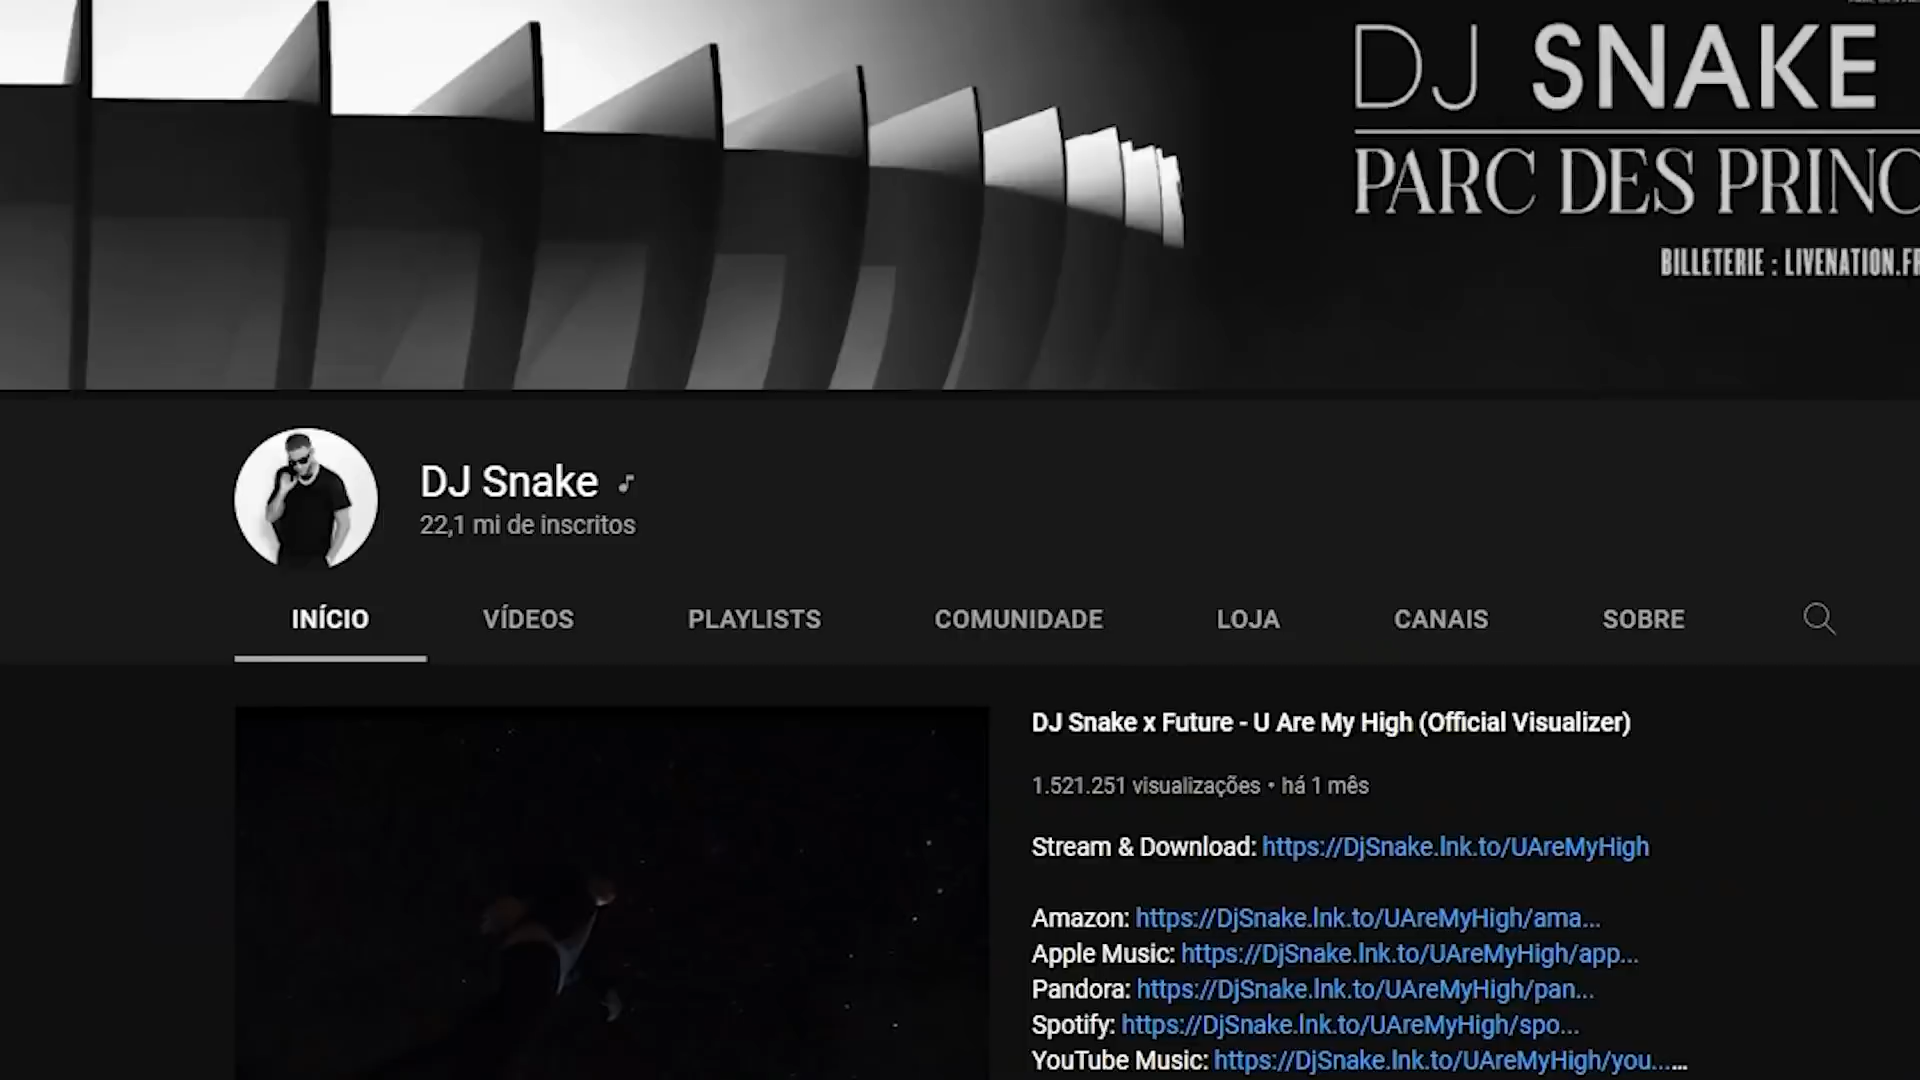 DJ SNAKE
PARC DES PRINC
BILLETERIE : LIVENATION.FR
DJ Snake
22,1 mi de inscritos
INÍCIO VÍDEOS PLAYLISTS COMUNIDADE LOJA CANAIS SOBRE
DJ Snake x Future - U Are My High (Official Visualizer)
1.521.251 visualizações • há 1 mês
Stream & Download: https://DjSnake.lnk.to/UAreMyHigh
Amazon: https://DjSnake.lnk.to/UAreMyHigh/ama...
Apple Music: https://DjSnake.lnk.to/UAreMyHigh/app...
Pandora: https://DjSnake.lnk.to/UAreMyHigh/pan...
Spotify: https://DjSnake.lnk.to/UAreMyHigh/spo...
YouTube Music: https://DjSnake.lnk.to/UAreMyHigh/you......